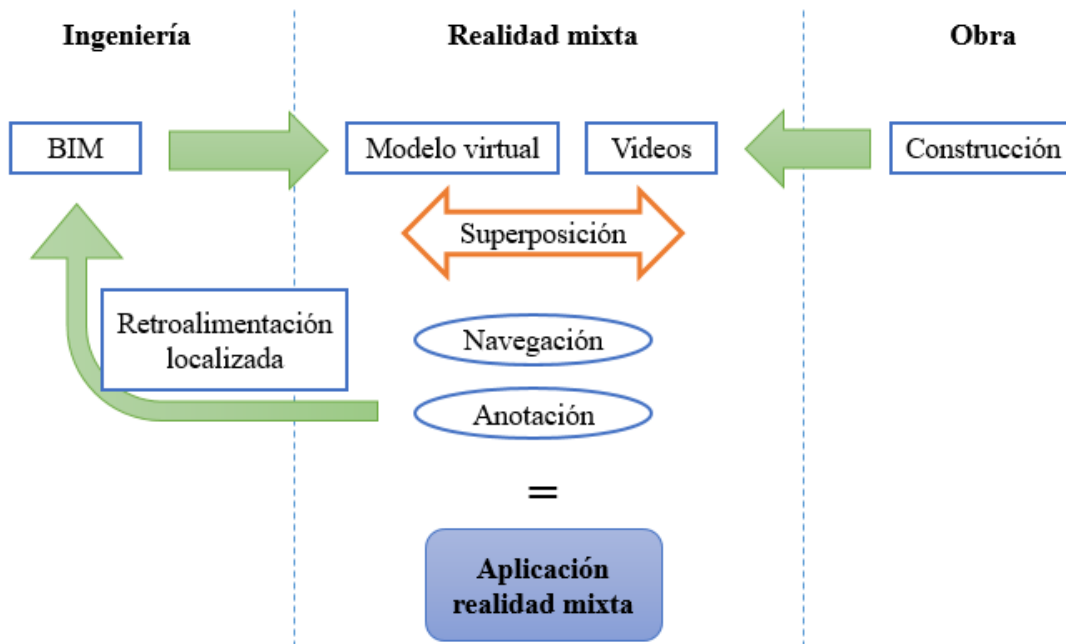 Ingeniería
Realidad mixta
Obra
BIM
Modelo virtual
Videos
Construcción
Superposición
Retroalimentación
localizada
Navegación
Anotación
=
Aplicación
realidad mixta